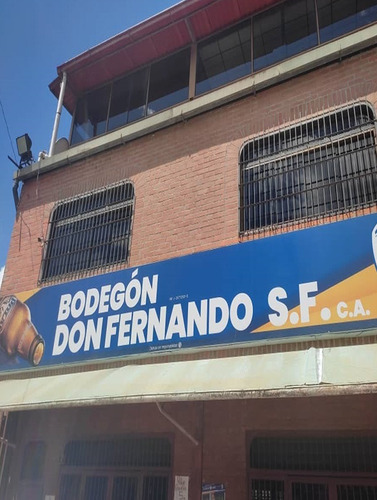 BODEGÓN
DON FERNANDO S.F. C.A.